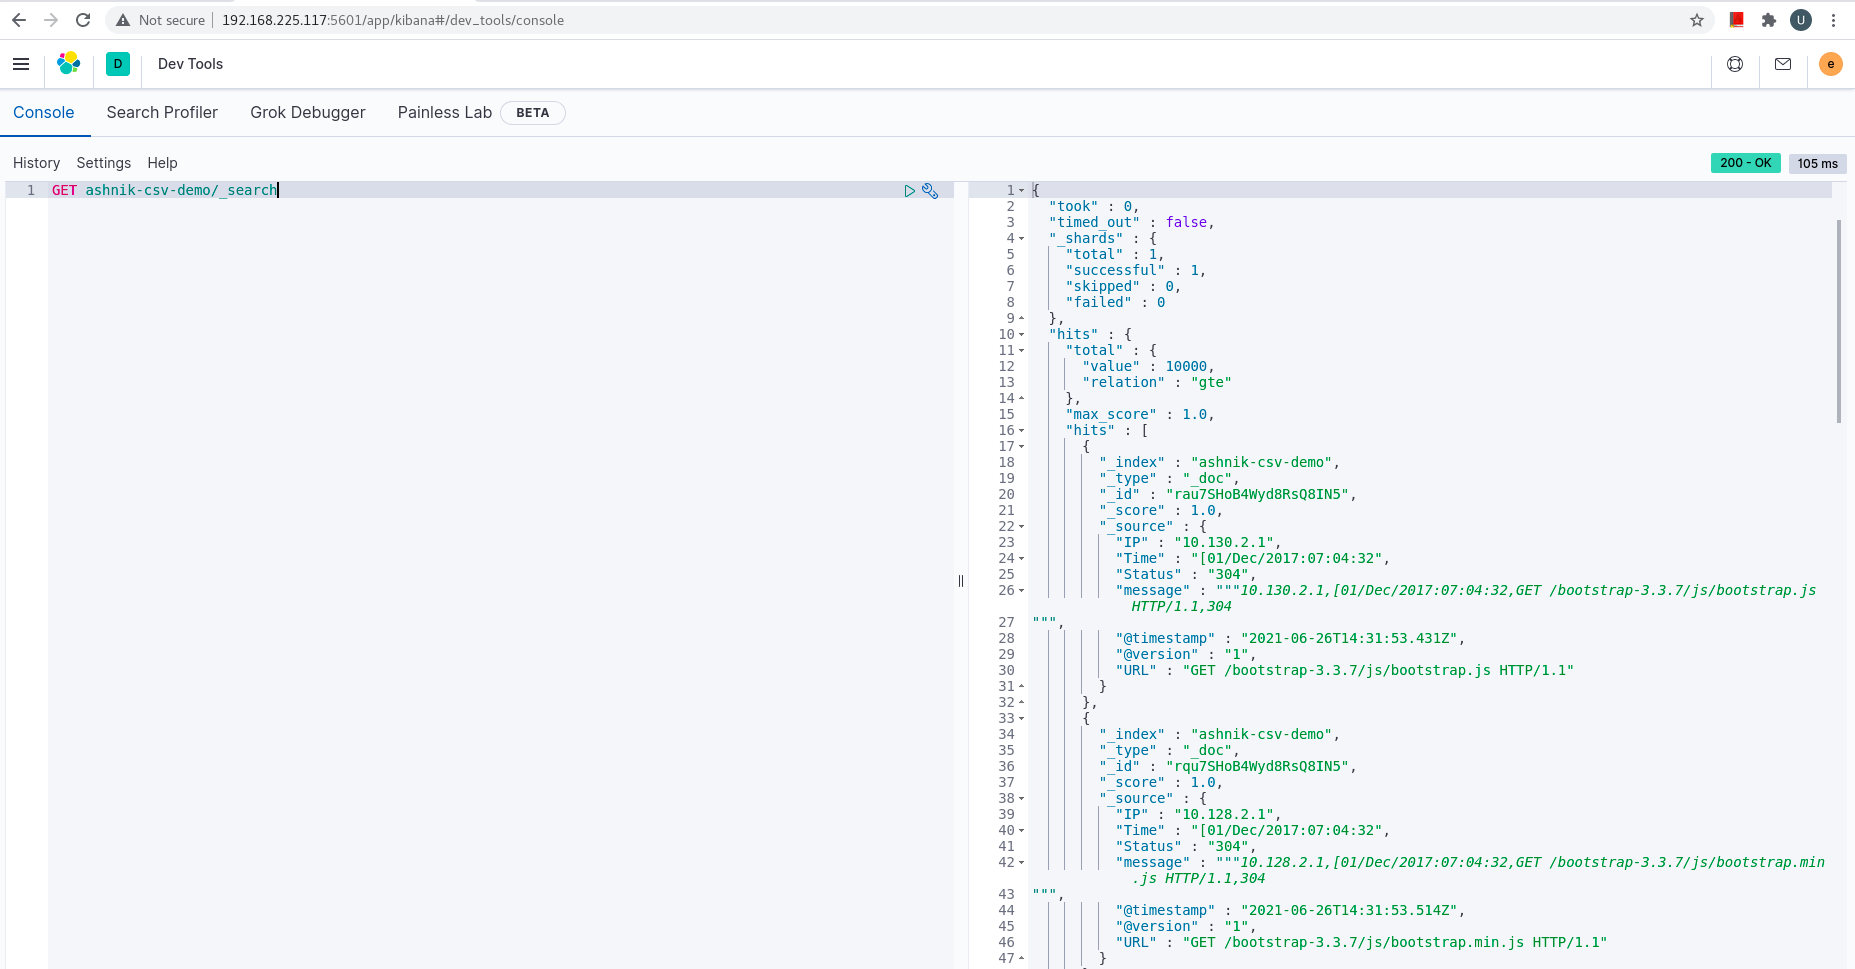 Not secure
192.168.225.117:5601/app/kibana#/dev_tools/console
U
D
Dev Tools
e
Console
Search Profiler
Grok Debugger
Painless Lab
BETA
History
Settings
Help
200 - OK
105 ms
1 GET ashnik-csv-demo/_search
1 {
2 "took" : 0,
3 "timed_out" : false,
4 "_shards" : {
5 "total" : 1,
6 "successful" : 1,
7 "skipped" : 0,
8 "failed" : 0
9 },
10 "hits" : {
11 "total" : {
12 "value" : 10000,
13 "relation" : "gte"
14 },
15 "max_score" : 1.0,
16 "hits" : [
17 {
18 "_index" : "ashnik-csv-demo",
19 "_type" : "_doc",
20 "_id" : "rau7SHoB4Wyd8RsQ8IN5",
21 "_score" : 1.0,
22 "_source" : {
23 "IP" : "10.130.2.1",
24 "Time" : "[01/Dec/2017:07:04:32",
25 "Status" : "304",
26 "message" : """10.130.2.1,[01/Dec/2017:07:04:32,GET /bootstrap-3.3.7/js/bootstrap.js
HTTP/1.1,304
27 """,
28 "@timestamp" : "2021-06-26T14:31:53.431Z",
29 "@version" : "1",
30 "URL" : "GET /bootstrap-3.3.7/js/bootstrap.js HTTP/1.1"
31 }
32 },
33 {
34 "_index" : "ashnik-csv-demo",
35 "_type" : "_doc",
36 "_id" : "rqu7SHoB4Wyd8RsQ8IN5",
37 "_score" : 1.0,
38 "_source" : {
39 "IP" : "10.128.2.1",
40 "Time" : "[01/Dec/2017:07:04:32",
41 "Status" : "304",
42 "message" : """10.128.2.1,[01/Dec/2017:07:04:32,GET /bootstrap-3.3.7/js/bootstrap.min
.js HTTP/1.1,304
43 """,
44 "@timestamp" : "2021-06-26T14:31:53.514Z",
45 "@version" : "1",
46 "URL" : "GET /bootstrap-3.3.7/js/bootstrap.min.js HTTP/1.1"
47 }